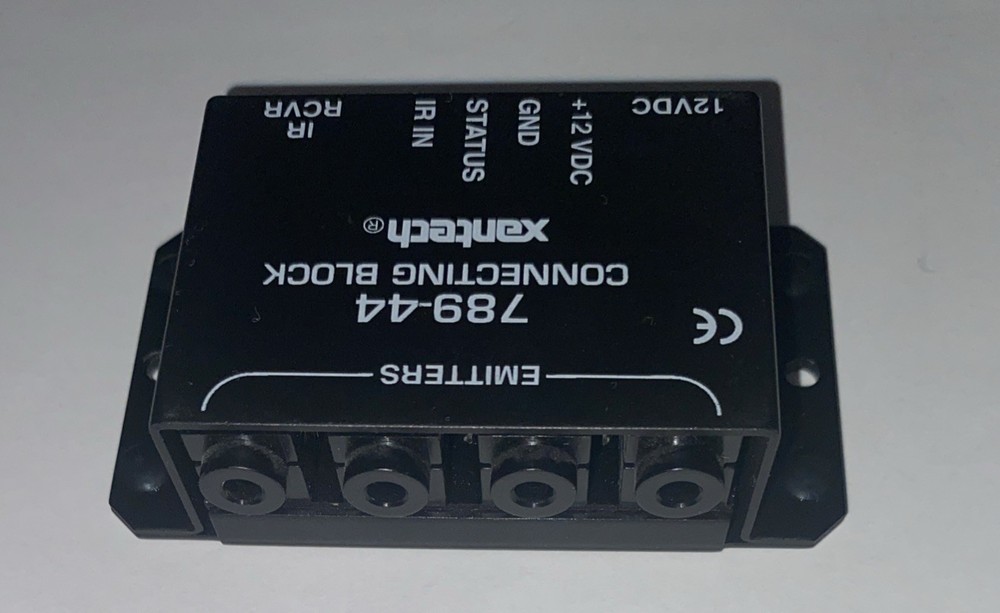 EMITTERS
CE
789-44
CONNECTING BLOCK
xantech®
12VDC
+12 VDC
GND
STATUS
IR IN
IR
RCVR